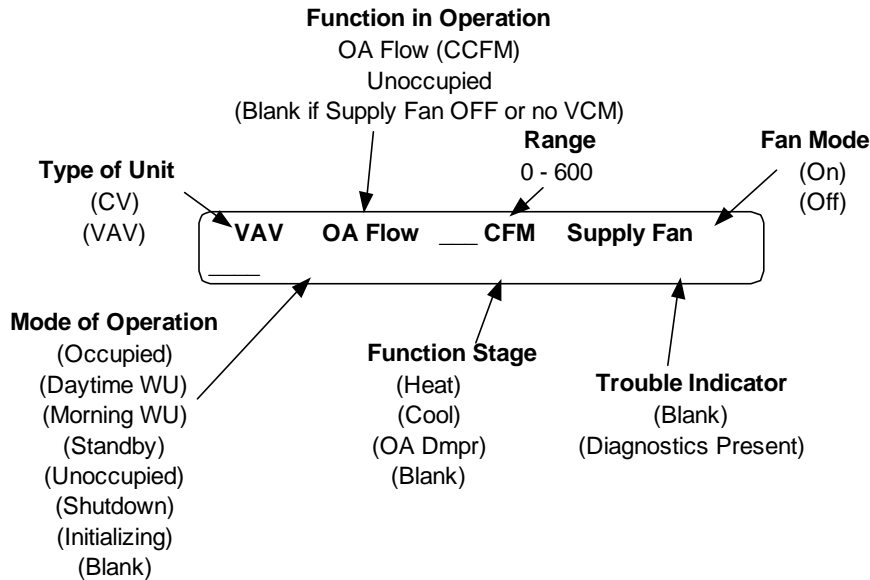 Function in Operation
OA Flow (CCFM)
Unoccupied
(Blank if Supply Fan OFF or no VCM)
Range
0 - 600
Fan Mode
(On)
(Off)
Type of Unit
(CV)
(VAV)
VAV OA Flow ___ CFM Supply Fan
____
Mode of Operation
(Occupied)
(Daytime WU)
(Morning WU)
(Standby)
(Unoccupied)
(Shutdown)
(Initializing)
(Blank)
Function Stage
(Heat)
(Cool)
(OA Dmpr)
(Blank)
Trouble Indicator
(Blank)
(Diagnostics Present)